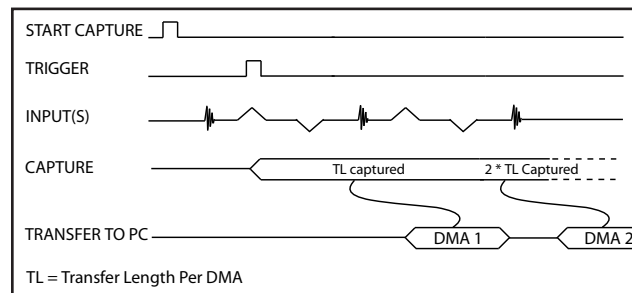 START CAPTURE
TRIGGER
INPUT(S)
CAPTURE
TL captured
2 * TL Captured
TRANSFER TO PC
DMA 1
DMA 2
TL = Transfer Length Per DMA